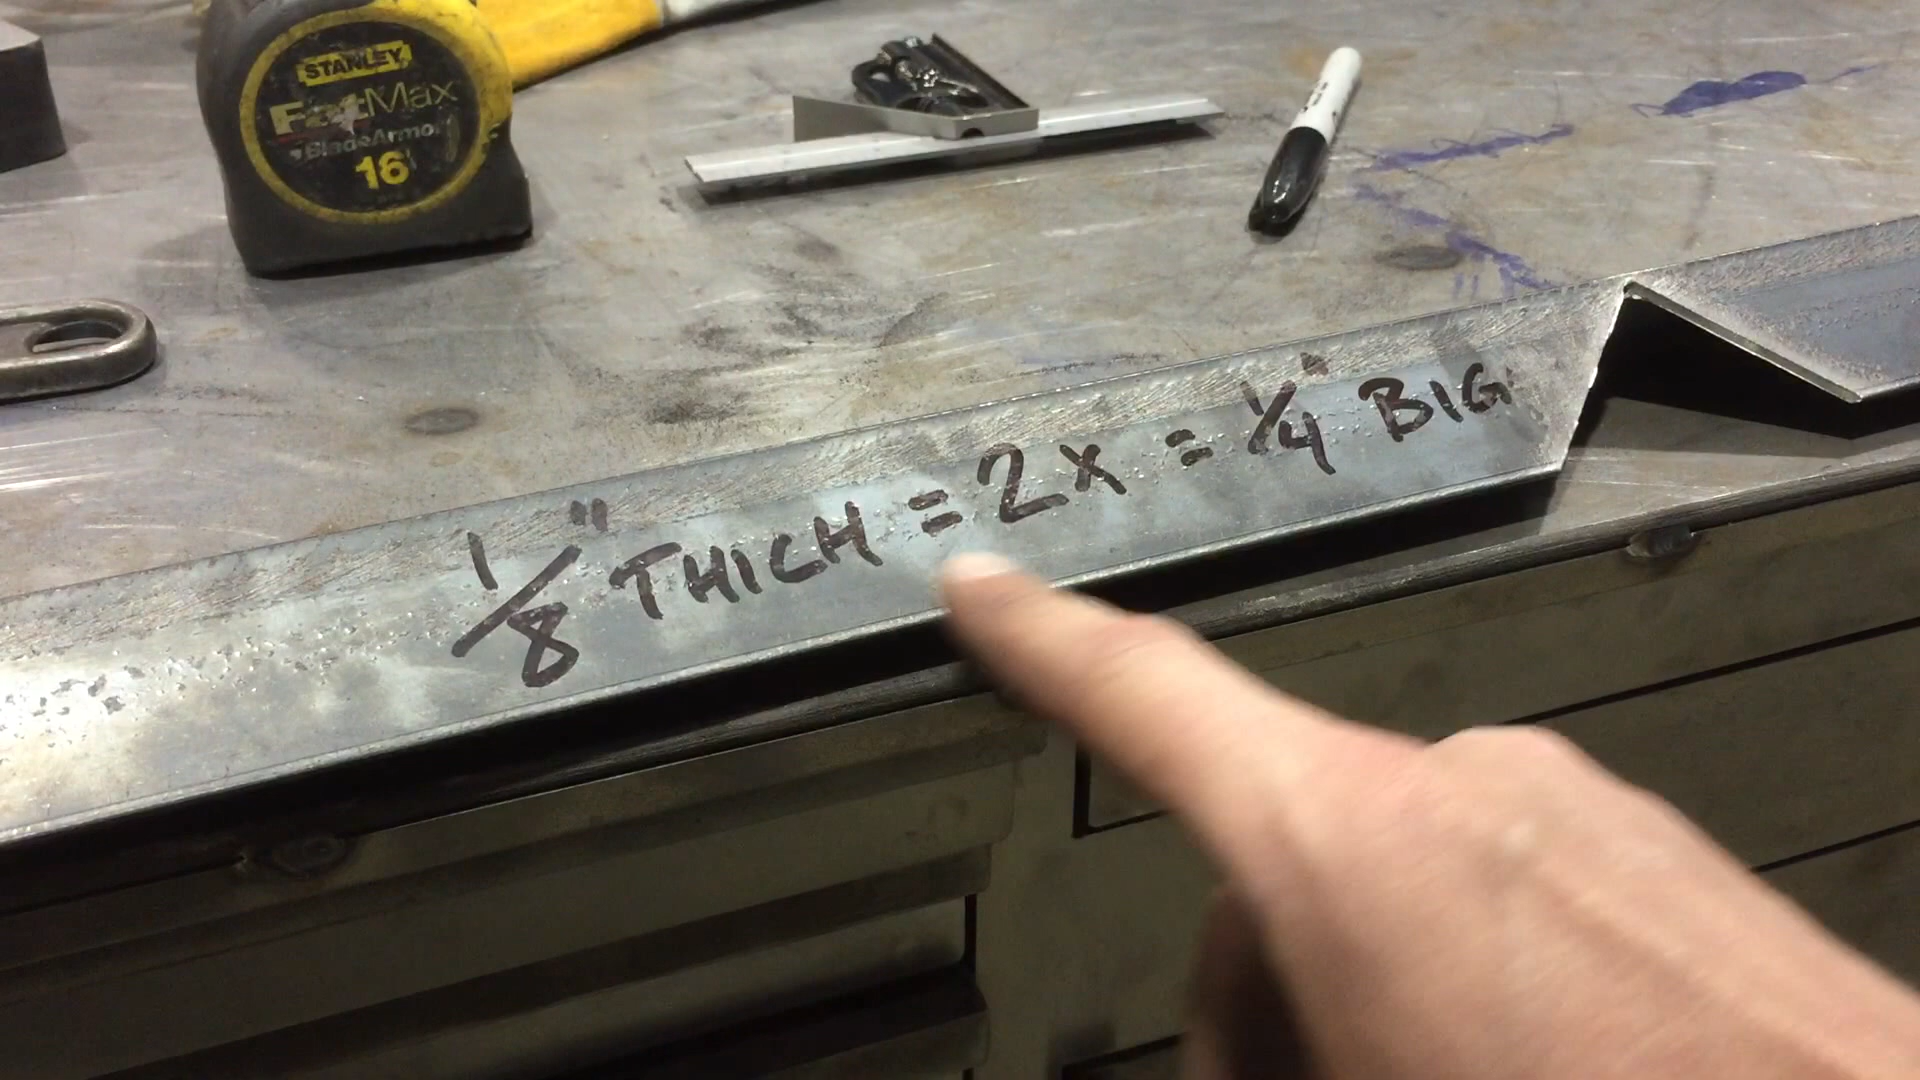 STANLEY
FatMax
BladeArmor
16'
1/8" THICH = 2x = 1/4" BIG